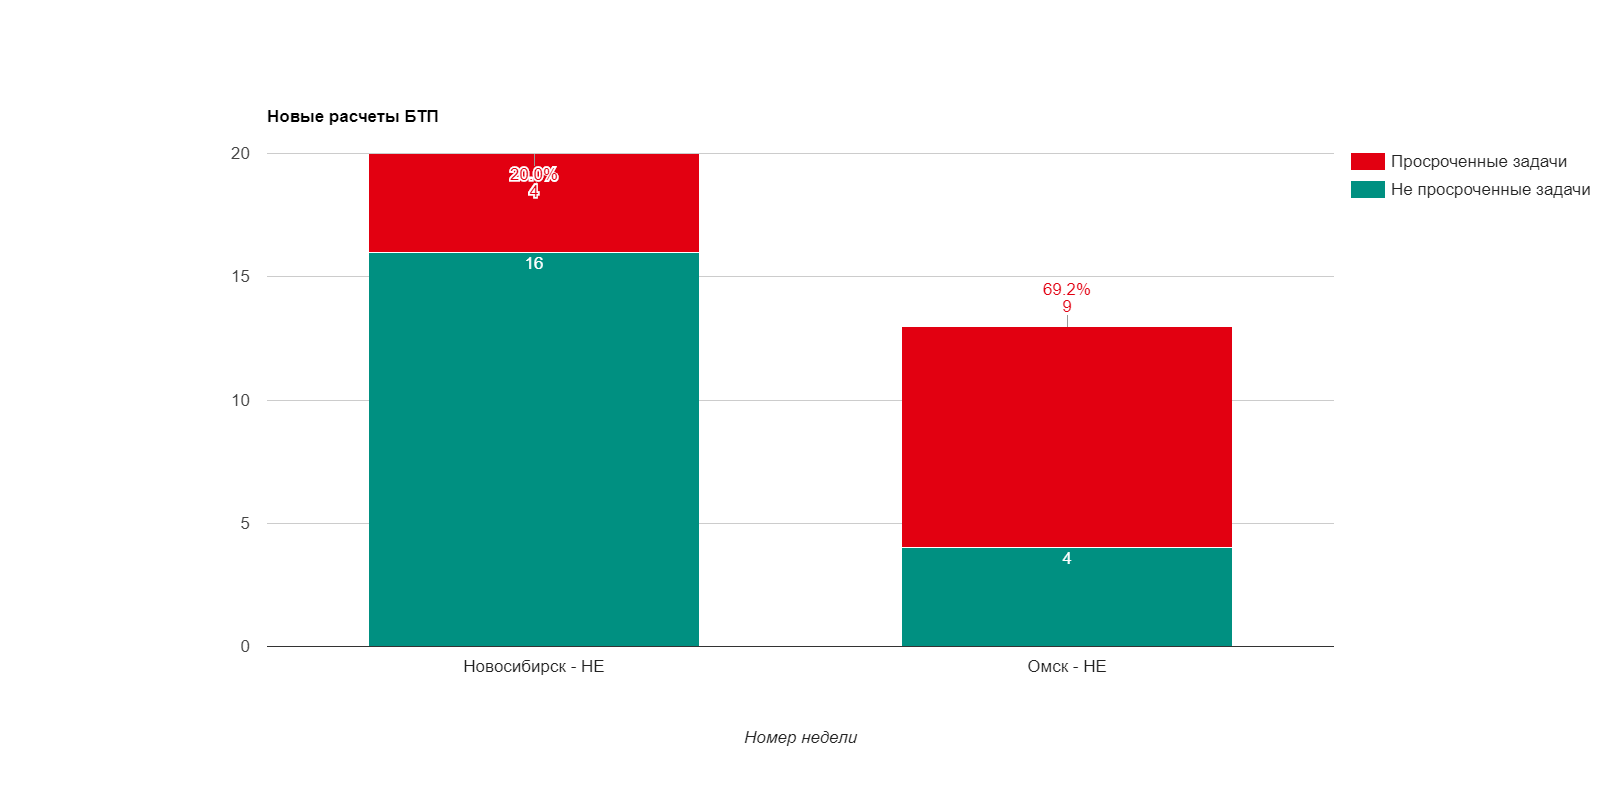 Новые расчеты БТП
20
15
10
5
0
20.0%
4
16
69.2%
9
4
Новосибирск - НЕ
Омск - НЕ
Номер недели
Просроченные задачи
Не просроченные задачи